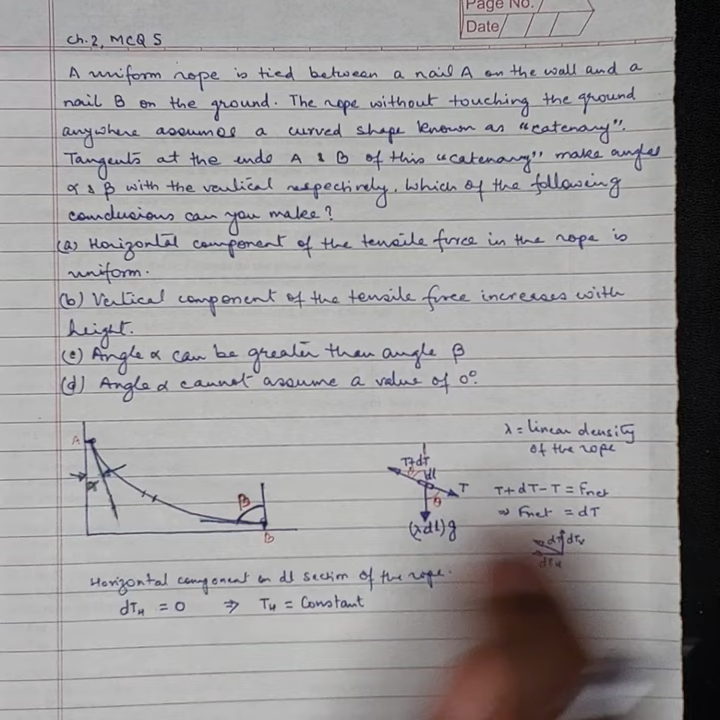 Page No.
Date
Ch. 2, MCQ S
A uniform rope is tied between a nail A on the wall and a
nail B on the ground. The rope without touching the ground
anywhere assumes a curved shape known as "catenary".
Tangents at the ends A & B of this "catenary" make angles
α & β with the vertical respectively. Which of the following
conclusions can you make?
(a) Horizontal component of the tensile force in the rope is
uniform.
(b) Vertical component of the tensile force increases with
height.
(c) Angle α can be greater than angle β
(d) Angle α cannot assume a value of 0°.
A
α
β
B
T+dT
dl
T
θ
(λdl)g
λ = linear density
of the rope
T+dT-T = Fnet
⇒ Fnet = dT
dT dTv
dTH
Horizontal component on dl section of the rope.
dTH = 0 ⇒ TH = Constant